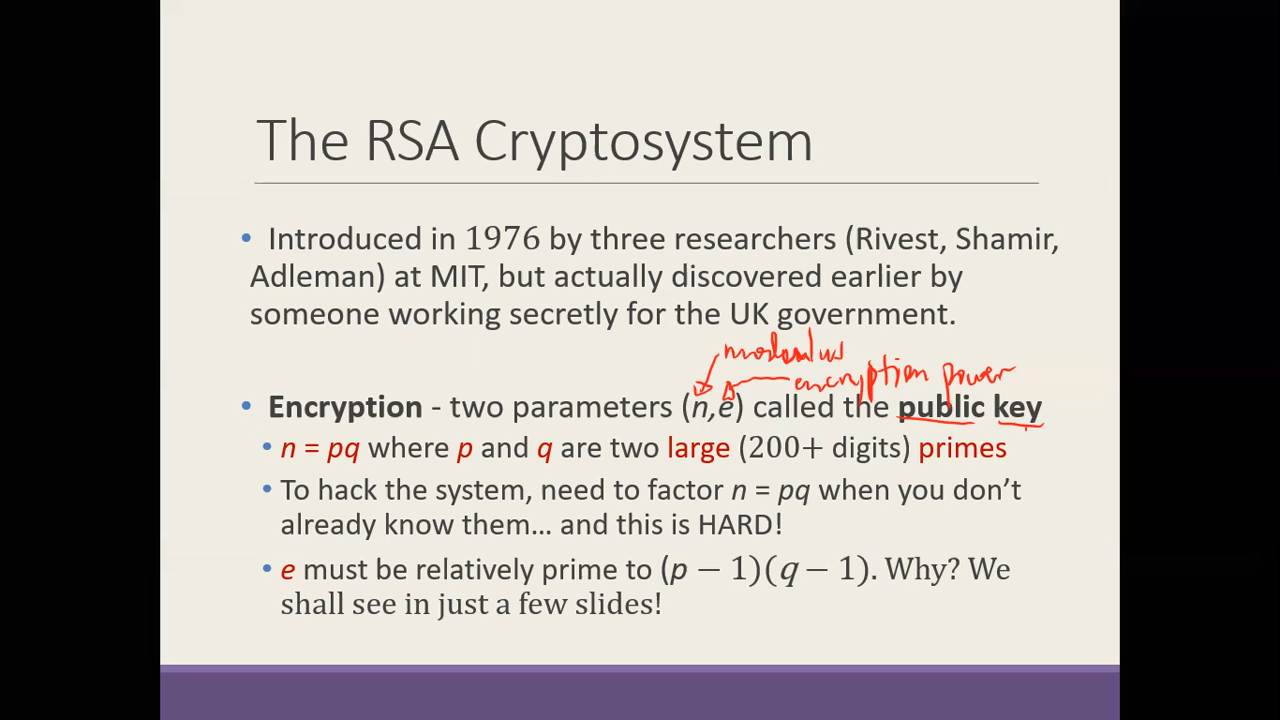 The RSA Cryptosystem
• Introduced in 1976 by three researchers (Rivest, Shamir,
Adleman) at MIT, but actually discovered earlier by
someone working secretly for the UK government.
modulus
encryption power
• Encryption - two parameters (n,e) called the public key
• n = pq where p and q are two large (200+ digits) primes
• To hack the system, need to factor n = pq when you don’t
already know them… and this is HARD!
• e must be relatively prime to (p − 1)(q − 1). Why? We
shall see in just a few slides!